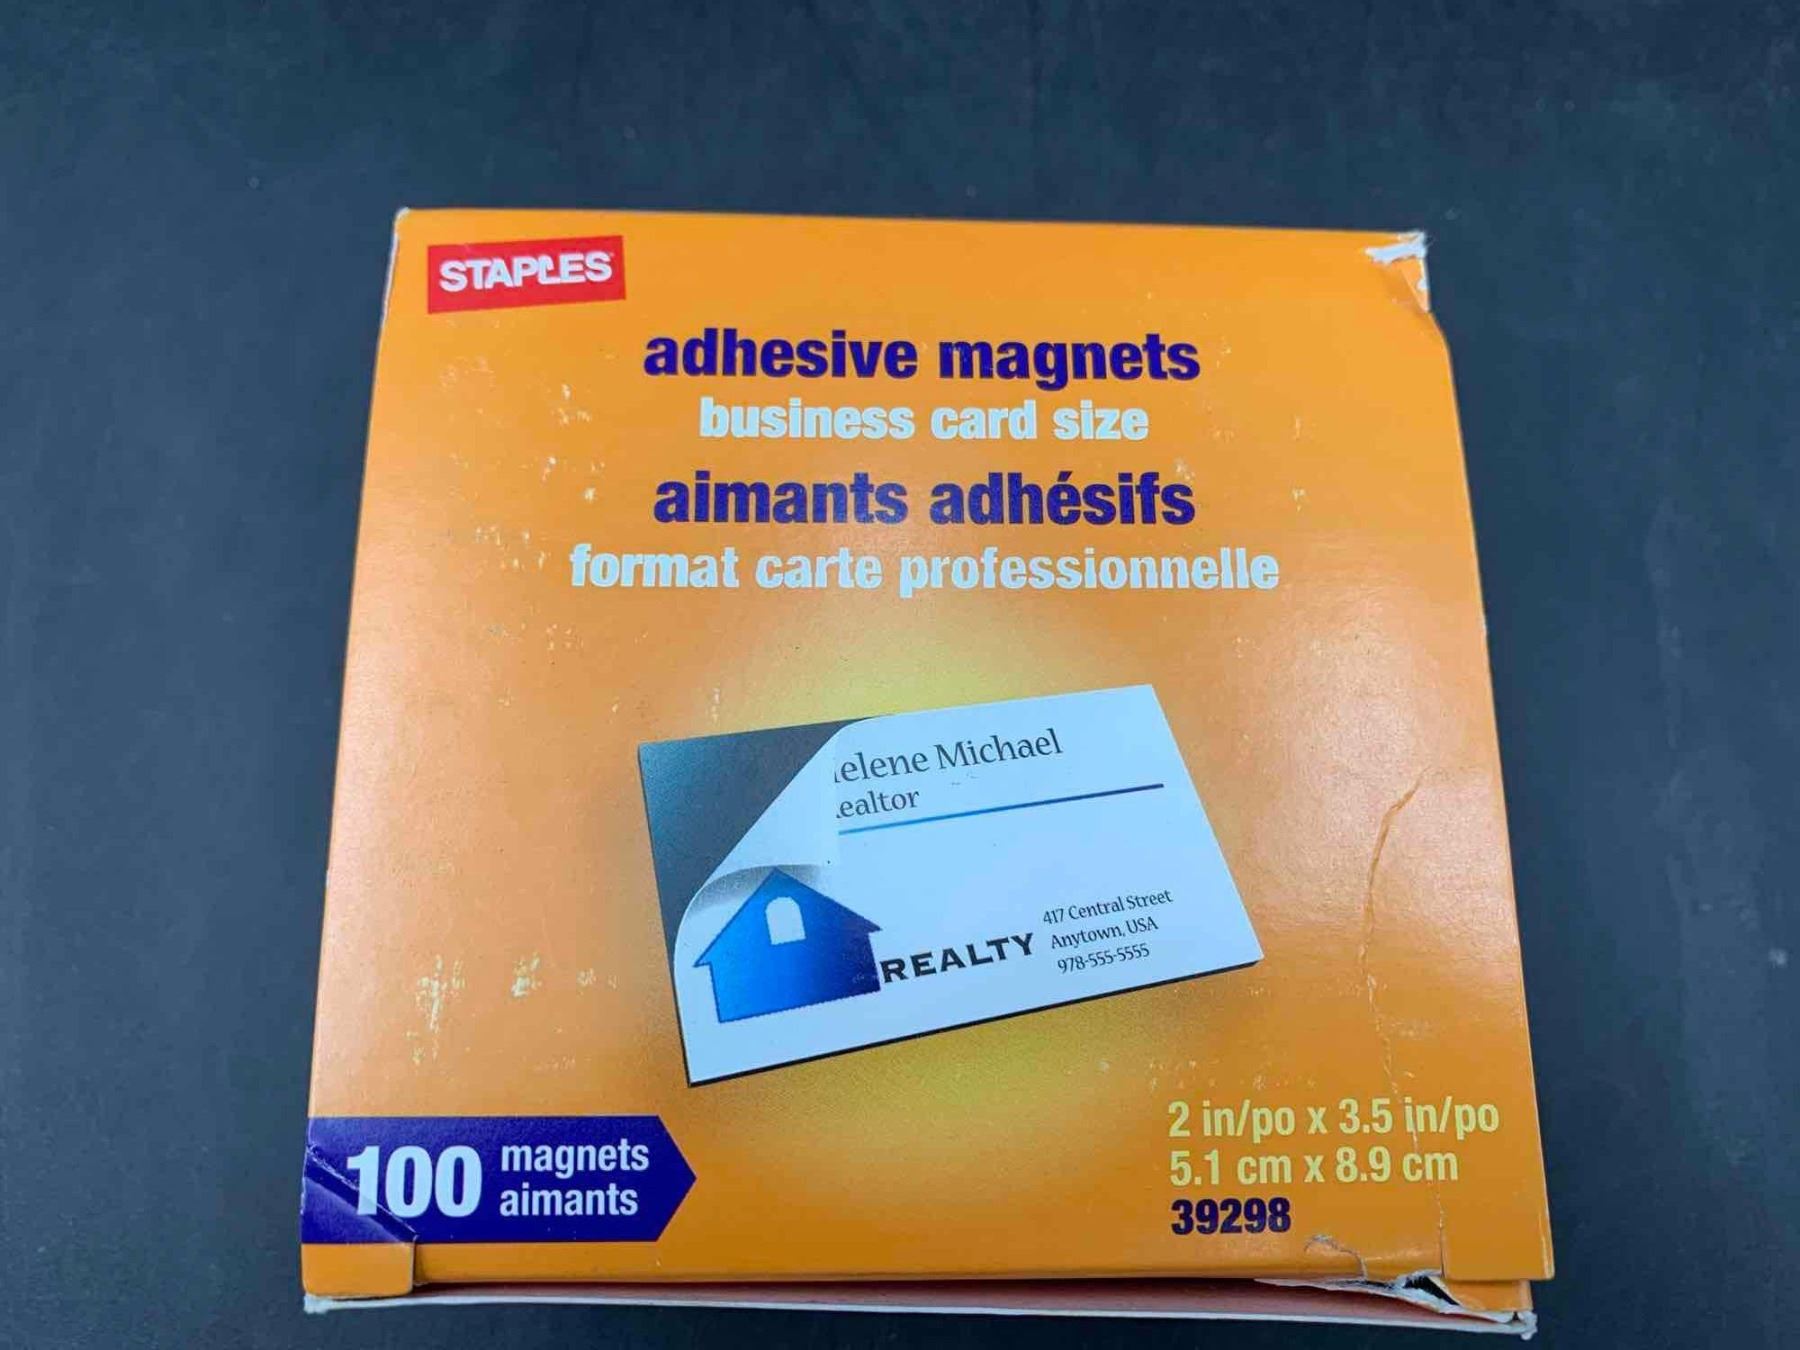 STAPLES
adhesive magnets
business card size
aimants adhésifs
format carte professionnelle
elene Michael
ealtor
REALTY
417 Central Street
Anytown, USA
978-555-5555
100 magnets
aimants
2 in/po x 3.5 in/po
5.1 cm x 8.9 cm
39298